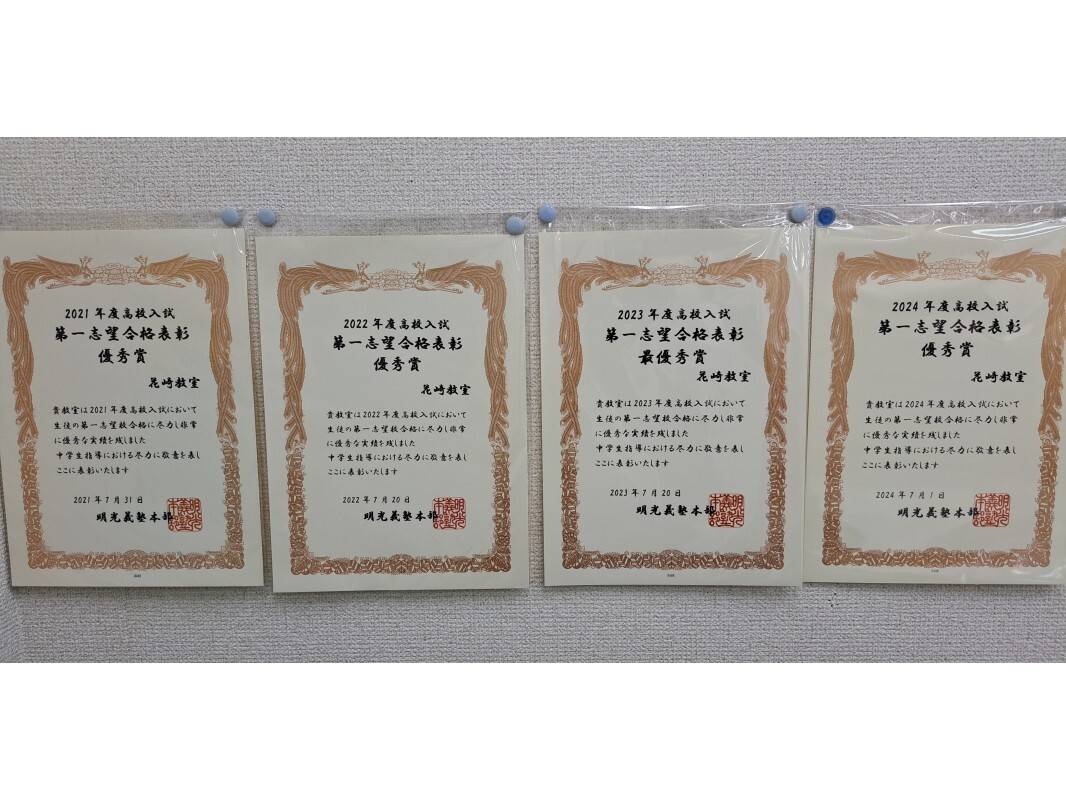 2021年度高校入試
第一志望合格表彰
優秀賞
花崎教室
貴教室は2021年度高校入試において
生徒の第一志望校合格に尽力し非常
に優秀な実績を残しました
中学生指導における尽力に敬意を表し
ここに表彰いたします
2021年7月31日
明光義塾本部
2022年度高校入試
第一志望合格表彰
優秀賞
花崎教室
貴教室は2022年度高校入試において
生徒の第一志望校合格に尽力し非常
に優秀な実績を残しました
中学生指導における尽力に敬意を表し
ここに表彰いたします
2022年7月20日
明光義塾本部
2023年度高校入試
第一志望合格表彰
最優秀賞
花崎教室
貴教室は2023年度高校入試において
生徒の第一志望校合格に尽力し非常
に優秀な実績を残しました
中学生指導における尽力に敬意を表し
ここに表彰いたします
2023年7月20日
明光義塾本部
2024年度高校入試
第一志望合格表彰
優秀賞
花崎教室
貴教室は2024年度高校入試において
生徒の第一志望校合格に尽力し非常
に優秀な実績を残しました
中学生指導における尽力に敬意を表し
ここに表彰いたします
2024年7月1日
明光義塾本部